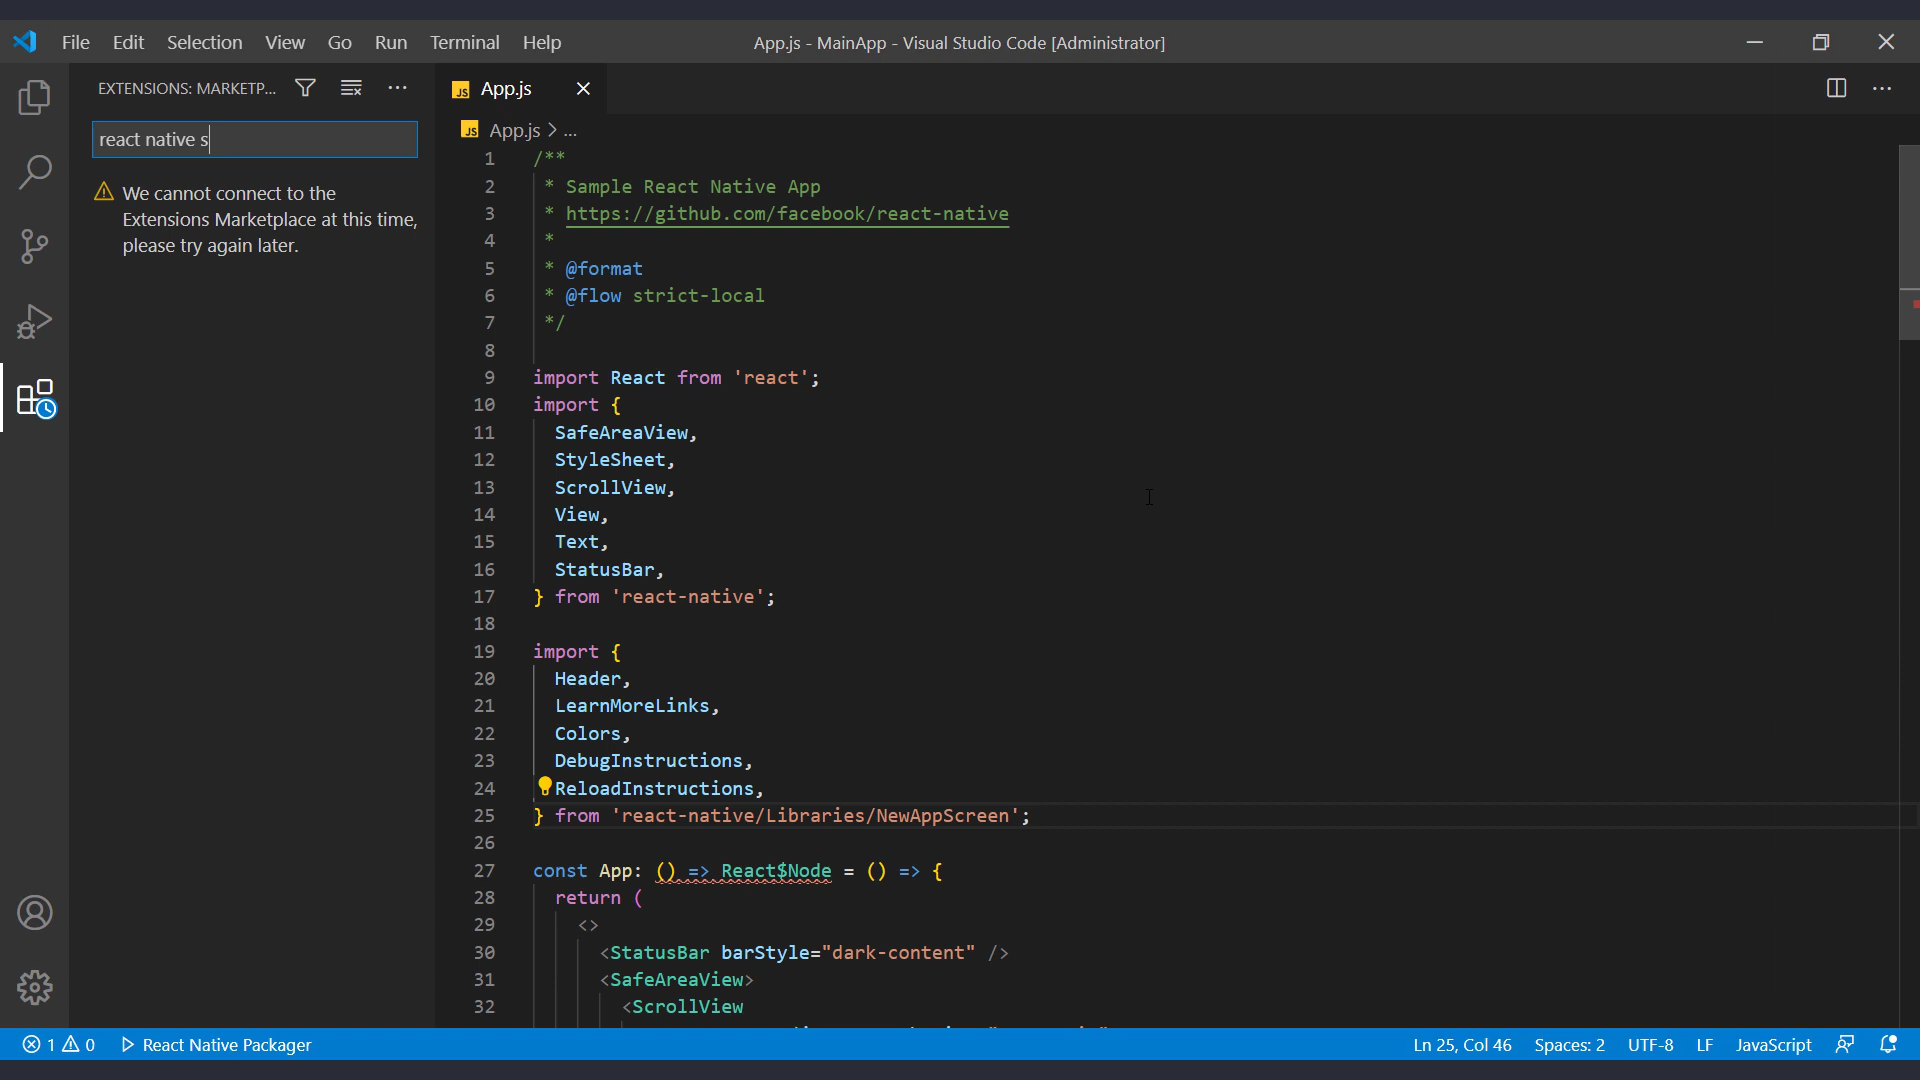 File Edit Selection View Go Run Terminal Help
App.js - MainApp - Visual Studio Code [Administrator]
EXTENSIONS: MARKETP...
react native s
We cannot connect to the
Extensions Marketplace at this time,
please try again later.
JS App.js
JS App.js > ...
1 /**
2 * Sample React Native App
3 * https://github.com/facebook/react-native
4 *
5 * @format
6 * @flow strict-local
7 */
8
9 import React from 'react';
10 import {
11 SafeAreaView,
12 StyleSheet,
13 ScrollView,
14 View,
15 Text,
16 StatusBar,
17 } from 'react-native';
18
19 import {
20 Header,
21 LearnMoreLinks,
22 Colors,
23 DebugInstructions,
24 ReloadInstructions,
25 } from 'react-native/Libraries/NewAppScreen';
26
27 const App: () => React$Node = () => {
28 return (
29 <>
30 <StatusBar barStyle="dark-content" />
31 <SafeAreaView>
32 <ScrollView
1 0 React Native Packager
Ln 25, Col 46 Spaces: 2 UTF-8 LF JavaScript